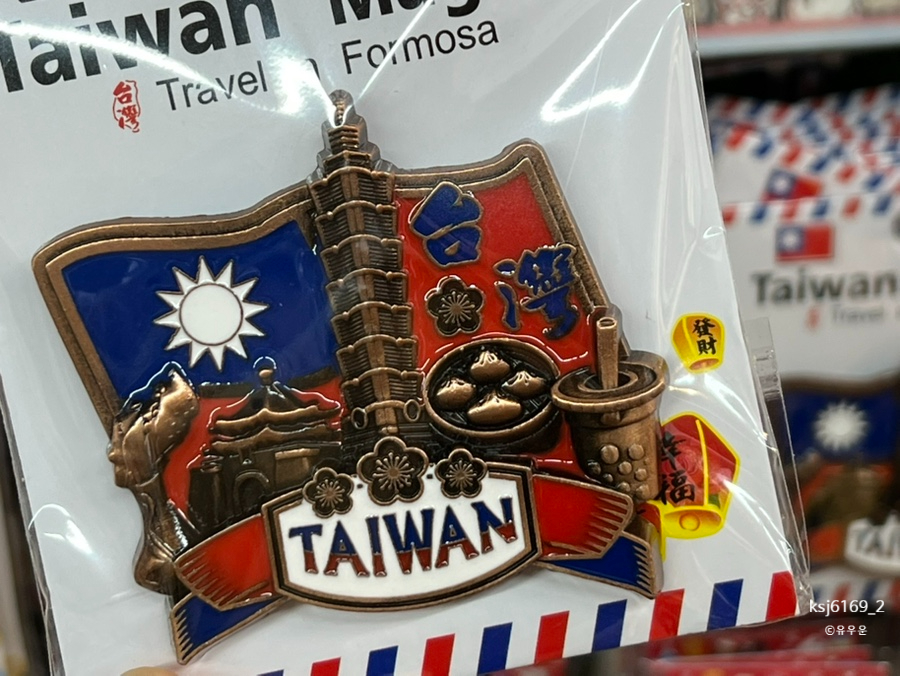 Taiwan Mag
台灣
Travel in Formosa
台灣
發財
幸福
TAIWAN
Taiwan
Travel
ksj6169_2
©유우운